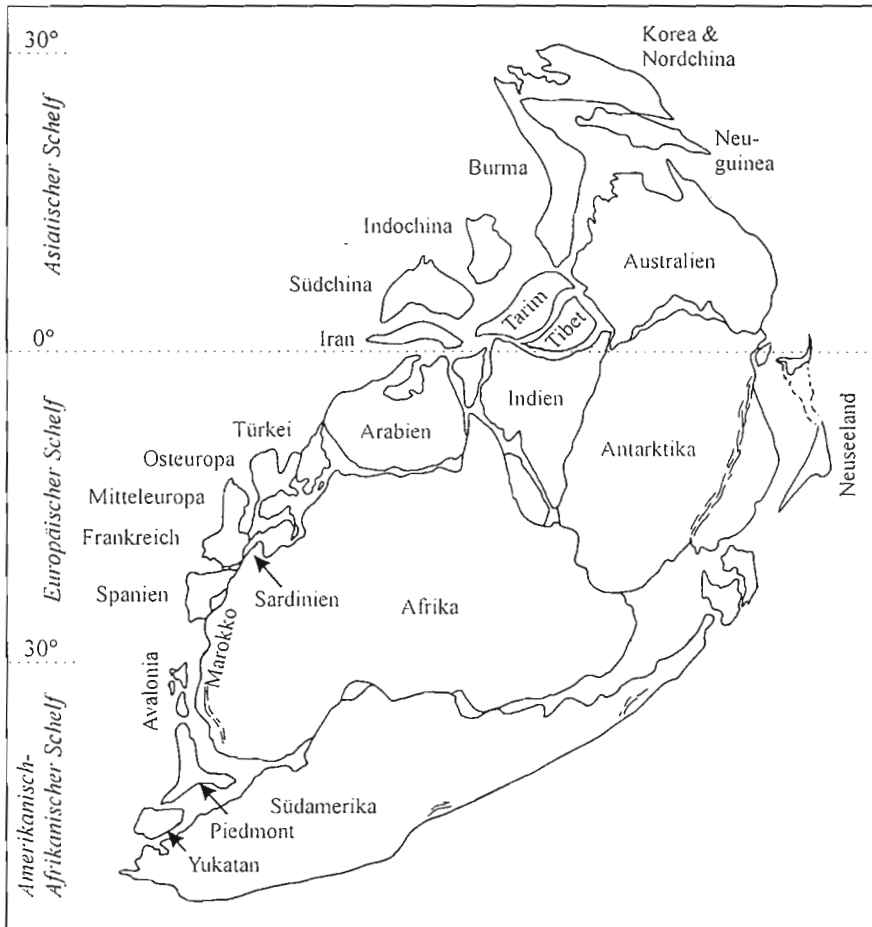 30°
Korea &
Nordchina
Asiatischer Schelf
Neu-
guinea
Burma
Indochina
Australien
Südchina
Tarim
Tibet
Iran
0°
Indien
Türkei
Arabien
Osteuropa
Antarktika
Neuseeland
Mitteleuropa
Europäischer Schelf
Frankreich
Spanien
Sardinien
Afrika
Marokko
30°
Avalonia
Amerikanisch-
Afrikanischer Schelf
Südamerika
Piedmont
Yukatan